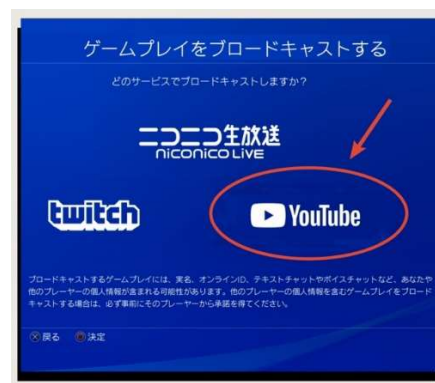 ゲームプレイをブロードキャストする
どのサービスでブロードキャストしますか？
ニコニコ生放送
niconico LIVE
twitch
YouTube
ブロードキャストするゲームプレイには、実名、オンラインID、テキストチャットやボイスチャットなど、あなたや
他のプレーヤーの個人情報が含まれる可能性があります。他のプレーヤーの個人情報を含むゲームプレイをブロード
キャストする場合は、必ず事前にそのプレーヤーから承諾を得てください。
戻る 決定